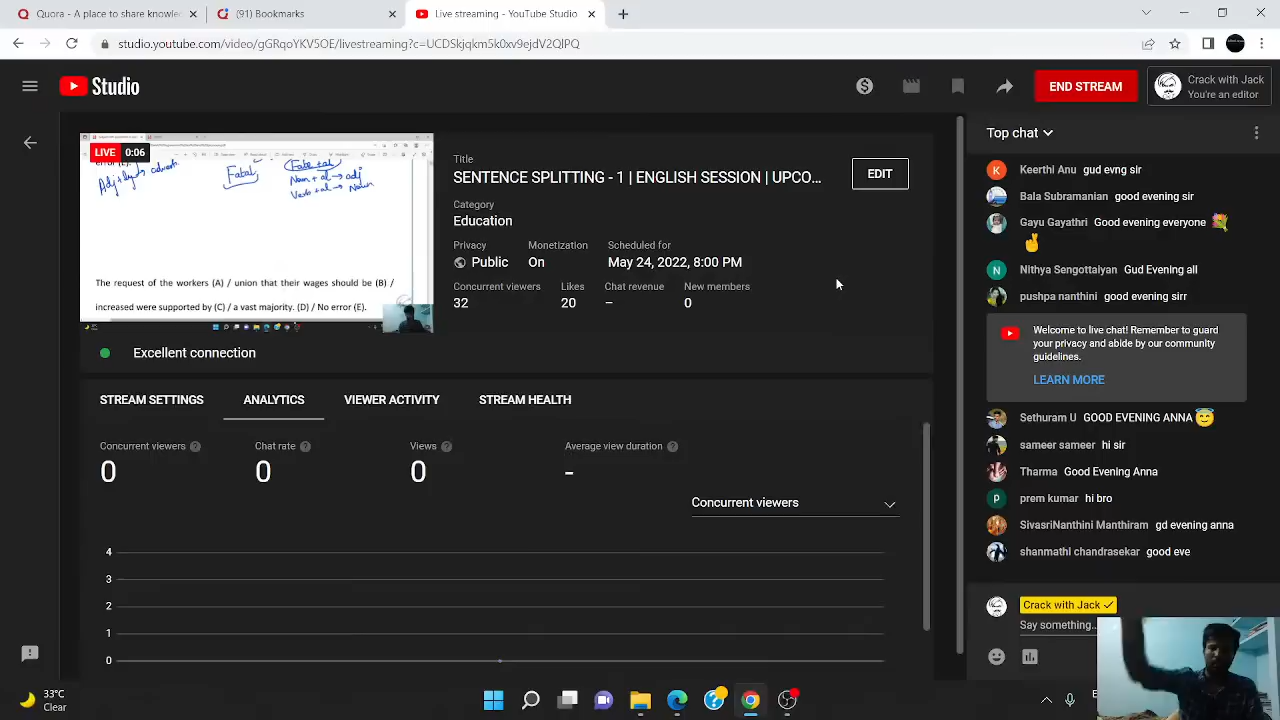 Quora - A place to share knowle
(91) Bookmarks
Live streaming - YouTube Studio
studio.youtube.com/video/gGRqoYKV5OE/livestreaming?c=UCDSkjqkm5k0xv9sHdV2QIPQ
Studio
END STREAM
Crack with Jack
You're an editor
LIVE 0:06
Fatal
Fate + al
Noun + al → adj
Verb + al → Noun
The request of the workers (A) / union that their wages should be (B) /
increased were supported by (C) / a vast majority. (D) / No error (E).
Title
SENTENCE SPLITTING - 1 | ENGLISH SESSION | UPCO...
EDIT
Category
Education
Privacy
Monetization
Scheduled for
Public
On
May 24, 2022, 8:00 PM
Concurrent viewers
Likes
Chat revenue
New members
32
20
–
0
Excellent connection
STREAM SETTINGS
ANALYTICS
VIEWER ACTIVITY
STREAM HEALTH
Concurrent viewers
Chat rate
Views
Average view duration
0
0
0
-
Concurrent viewers
4
3
2
1
0
Top chat
K Keerthi Anu gud evng sir
Bala Subramanian good evening sir
Gayu Gayathri Good evening everyone 💐
✌
N Nithya Sengottaiyan Gud Evening all
pushpa nanthini good evening sirr
Welcome to live chat! Remember to guard
your privacy and abide by our community
guidelines.
LEARN MORE
Sethuram U GOOD EVENING ANNA 😇
sameer sameer hi sir
Tharma Good Evening Anna
p prem kumar hi bro
SivasriNanthini Manthiram gd evening anna
shanmathi chandrasekar good eve
Crack with Jack
Say something...
33°C
Clear